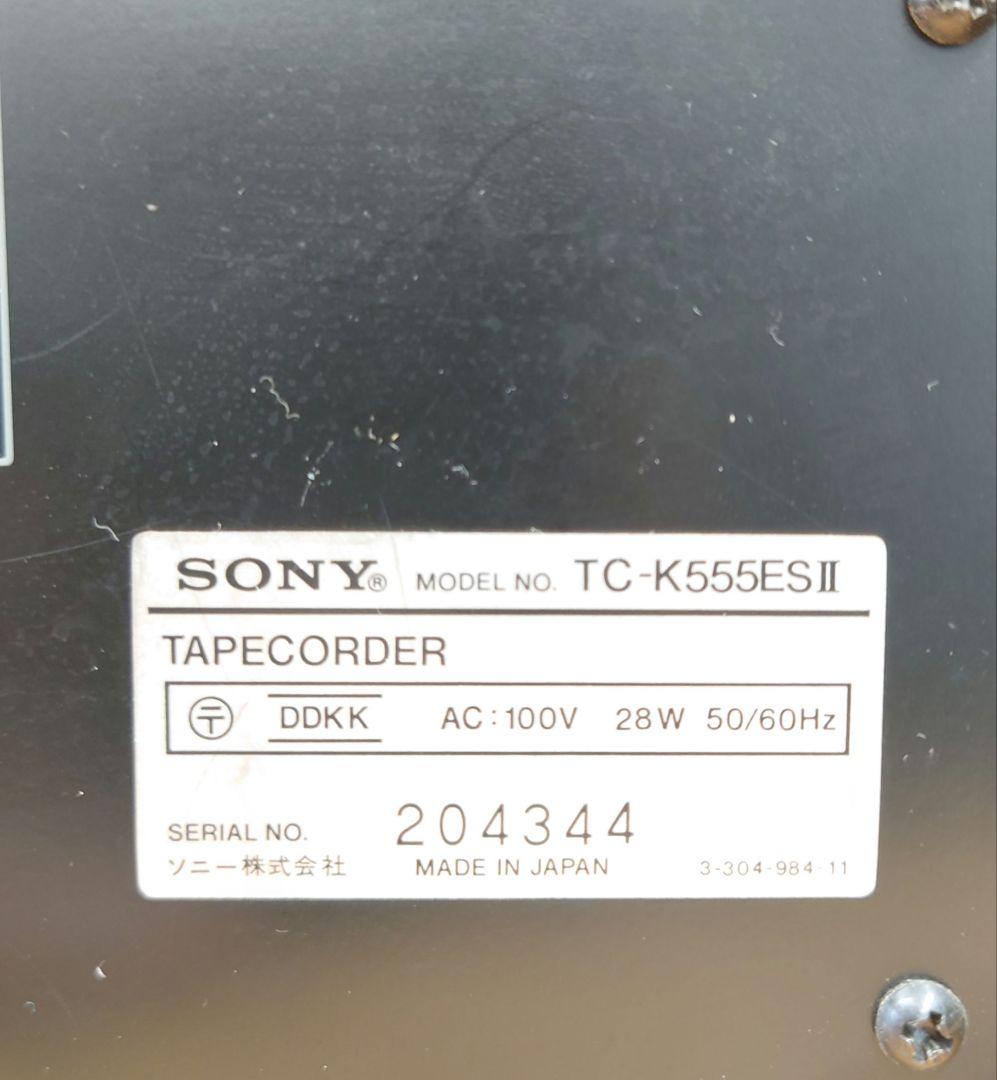 SONY® MODEL NO. TC-K555ESⅡ
TAPECORDER
〒 DDKK AC:100V 28W 50/60Hz
SERIAL NO. 204344
ソニー株式会社 MADE IN JAPAN 3-304-984-11